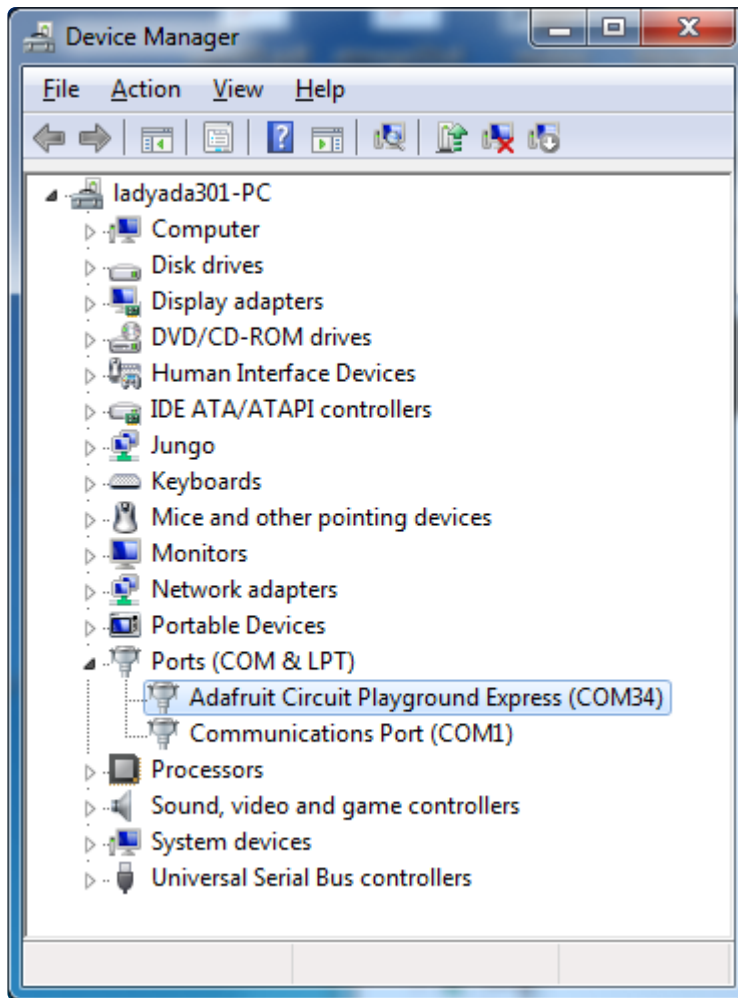 Device Manager
File Action View Help
ladyada301-PC
Computer
Disk drives
Display adapters
DVD/CD-ROM drives
Human Interface Devices
IDE ATA/ATAPI controllers
Jungo
Keyboards
Mice and other pointing devices
Monitors
Network adapters
Portable Devices
Ports (COM & LPT)
Adafruit Circuit Playground Express (COM34)
Communications Port (COM1)
Processors
Sound, video and game controllers
System devices
Universal Serial Bus controllers